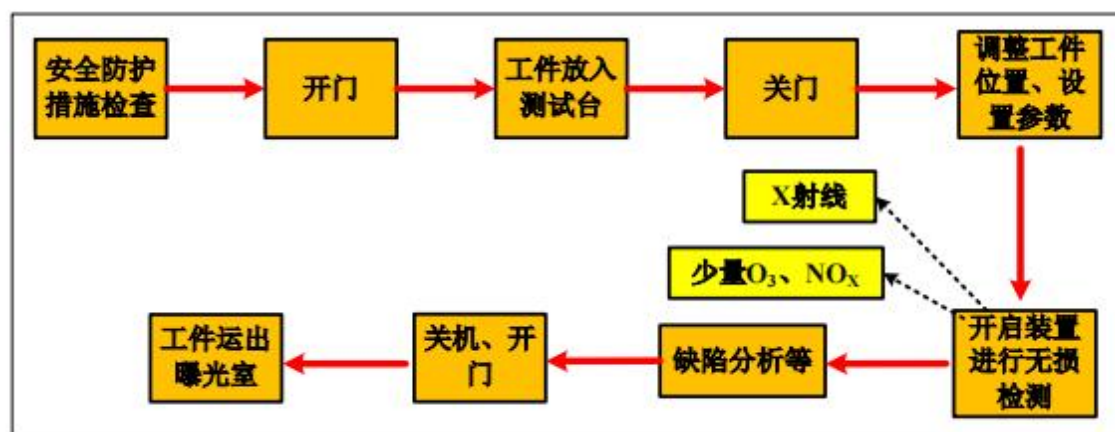 安全防护
措施检查
开门
工件放入
测试台
关门
调整工件
位置、设
置参数
X射线
少量O₃、NOₓ
开启装置
进行无损
检测
缺陷分析等
关机、开
门
工件运出
曝光室